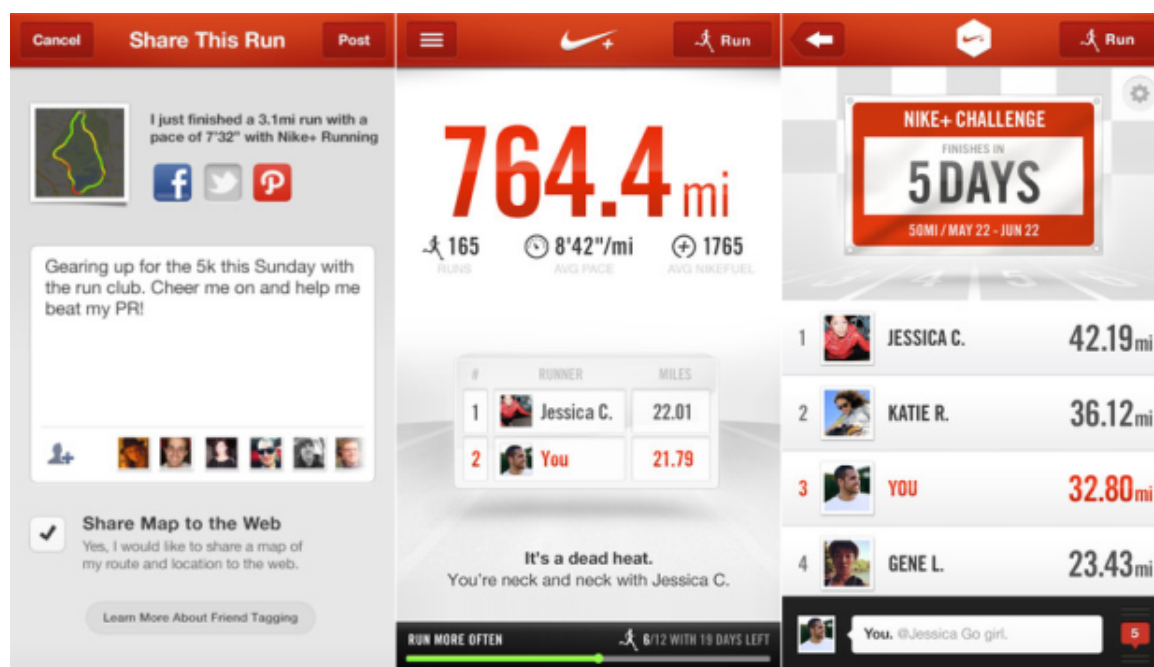 Cancel
Share This Run
Post
I just finished a 3.1mi run with a
pace of 7'32" with Nike+ Running
Gearing up for the 5k this Sunday with
the run club. Cheer me on and help me
beat my PR!
Share Map to the Web
Yes, I would like to share a map of
my route and location to the web.
Learn More About Friend Tagging
Run
764.4 mi
165
RUNS
8'42"/mi
AVG PACE
1765
AVG NIKEFUEL
# RUNNER MILES
1 Jessica C. 22.01
2 You 21.79
It's a dead heat.
You're neck and neck with Jessica C.
RUN MORE OFTEN
6/12 WITH 19 DAYS LEFT
Run
NIKE+ CHALLENGE
FINISHES IN
5 DAYS
50MI / MAY 22 - JUN 22
1 JESSICA C. 42.19mi
2 KATIE R. 36.12mi
3 YOU 32.80mi
4 GENE L. 23.43mi
You. @Jessica Go girl.
5